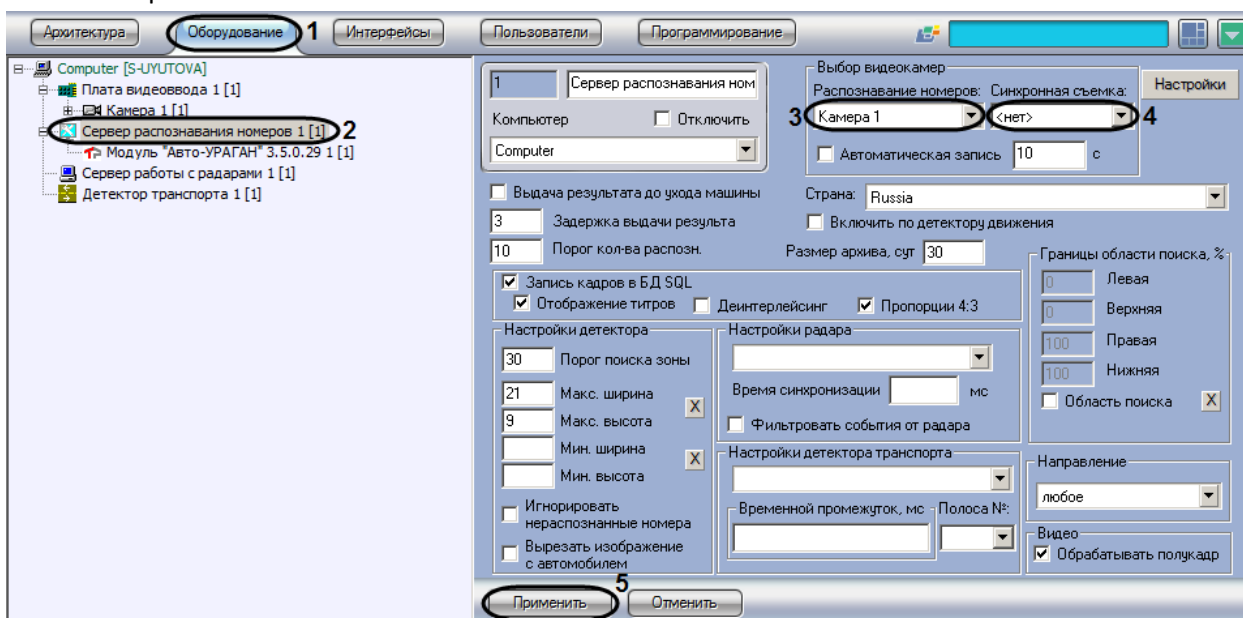 Архитектура Оборудование 1 Интерфейсы Пользователи Программирование
Computer [S-UYUTOVA]
Плата видеоввода 1 [1]
Камера 1 [1]
Сервер распознавания номеров 1 [1] 2
Модуль "Авто-УРАГАН" 3.5.0.29 1 [1]
Сервер работы с радарами 1 [1]
Детектор транспорта 1 [1]
1 Сервер распознавания ном
Компьютер Отключить
Computer
Выбор видеокамер
Распознавание номеров: Синхронная съемка:
3 Камера 1 <нет> 4
Автоматическая запись 10 с
Настройки
Выдача результата до ухода машины
3 Задержка выдачи результа
10 Порог кол-ва распозн.
Страна: Russia
Включить по детектору движения
Размер архива, сут 30
Запись кадров в БД SQL
Отображение титров Деинтерлейсинг Пропорции 4:3
Границы области поиска, %
0 Левая
0 Верхняя
100 Правая
100 Нижняя
Область поиска X
Настройки детектора
30 Порог поиска зоны
21 Макс. ширина
X
9 Макс. высота
Мин. ширина
X
Мин. высота
Игнорировать
нераспознанные номера
Вырезать изображение
с автомобилем
Настройки радара
Время синхронизации мс
Фильтровать события от радара
Настройки детектора транспорта
Временной промежуток, мс Полоса №:
Направление
любое
Видео
Обрабатывать полукадр
5
Применить Отменить